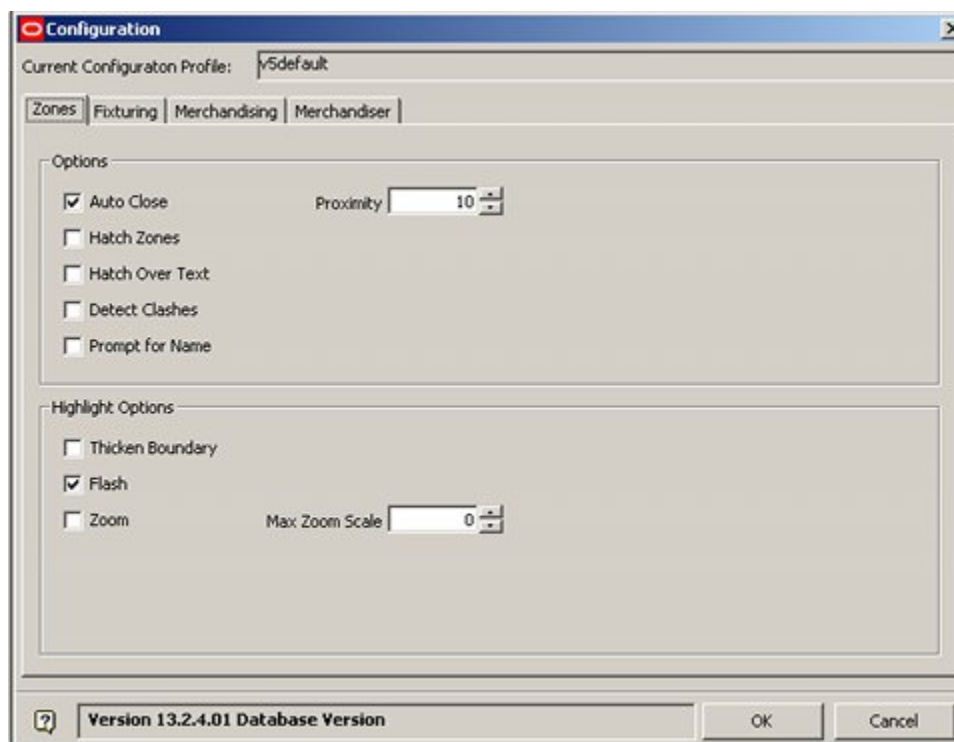 Configuration
Current Configuraton Profile: v5default
Zones Fixturing Merchandising Merchandiser
Options
Auto Close Proximity 10
Hatch Zones
Hatch Over Text
Detect Clashes
Prompt for Name
Highlight Options
Thicken Boundary
Flash
Zoom Max Zoom Scale 0
Version 13.2.4.01 Database Version OK Cancel